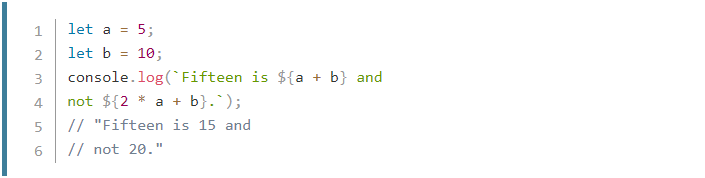 1 let a = 5;
2 let b = 10;
3 console.log(`Fifteen is ${a + b} and
4 not ${2 * a + b}.`);
5 // "Fifteen is 15 and
6 // not 20."